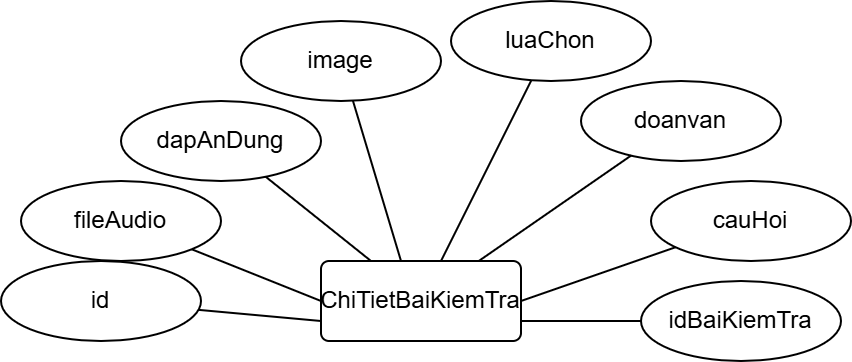 luaChon
image
doanvan
dapAnDung
fileAudio
cauHoi
id
ChiTietBaiKiemTra
idBaiKiemTra